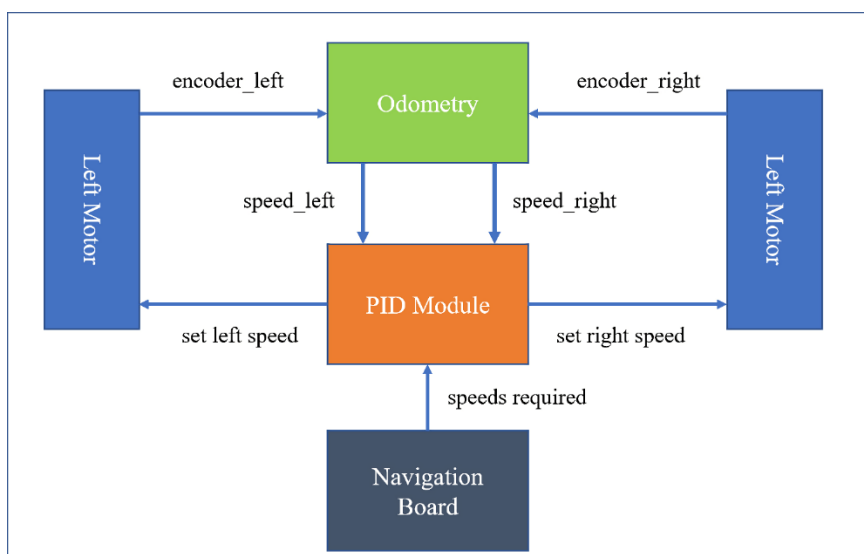 encoder_left
Odometry
encoder_right
Left Motor
Left Motor
speed_left
speed_right
PID Module
set left speed
set right speed
speeds required
Navigation
Board